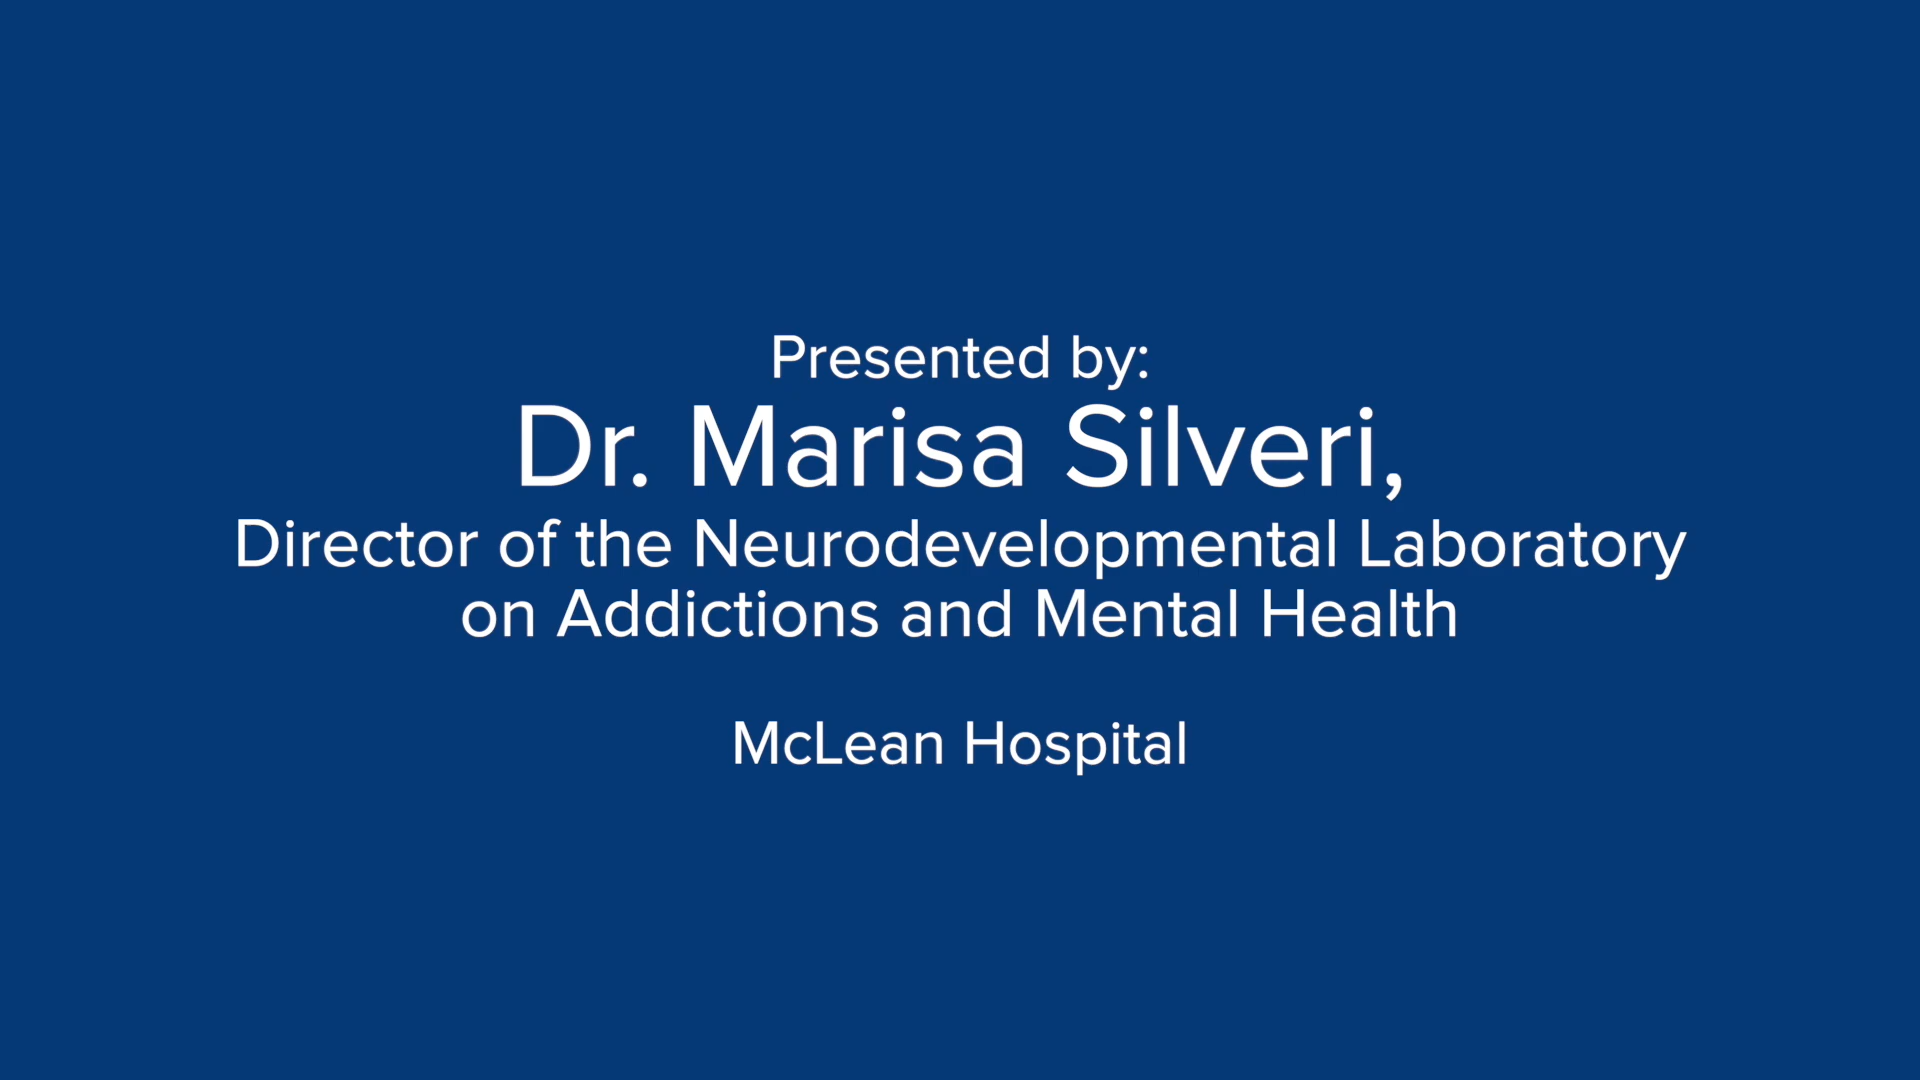 Presented by:
Dr. Marisa Silveri,
Director of the Neurodevelopmental Laboratory
on Addictions and Mental Health
McLean Hospital